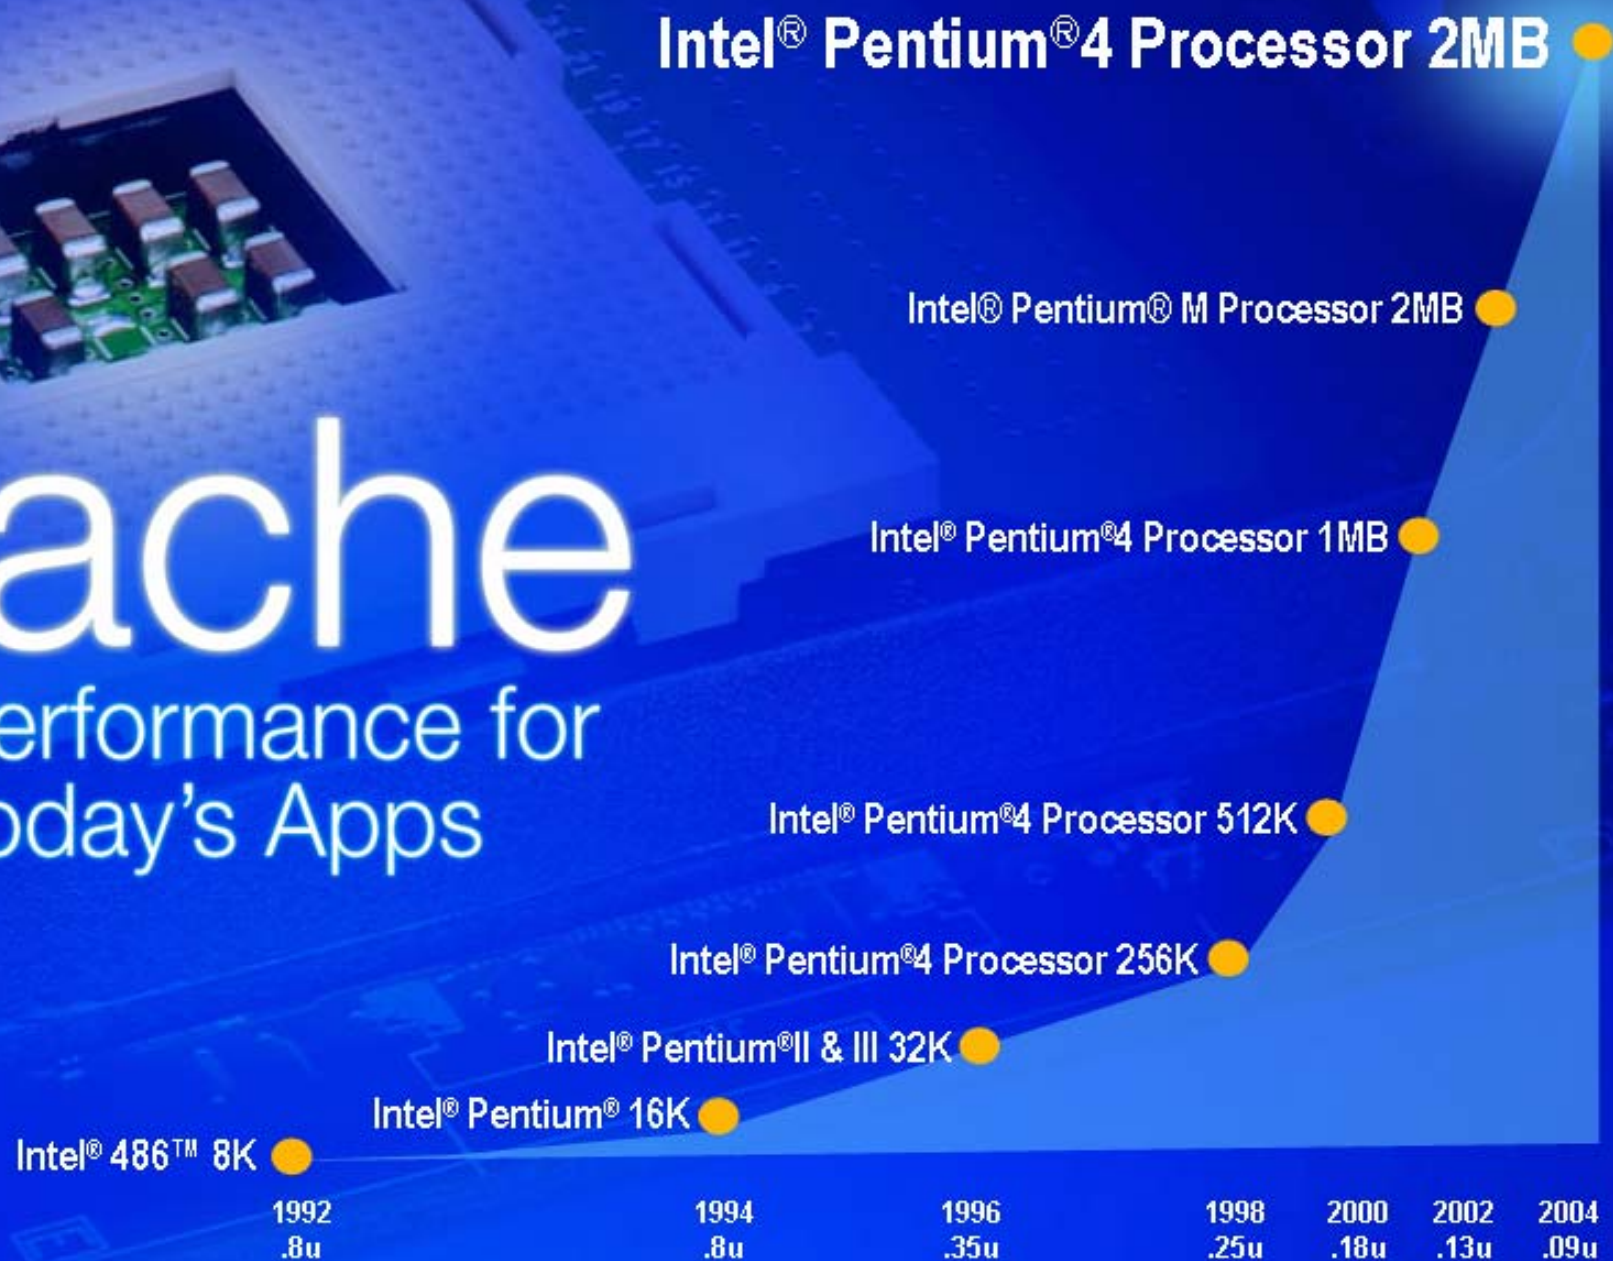 Intel® Pentium®4 Processor 2MB
Intel® Pentium® M Processor 2MB
ache
Intel® Pentium®4 Processor 1MB
erformance for
oday's Apps
Intel® Pentium®4 Processor 512K
Intel® Pentium®4 Processor 256K
Intel® Pentium®II & III 32K
Intel® Pentium® 16K
Intel® 486™ 8K
1992 1994 1996 1998 2000 2002 2004
.8u .8u .35u .25u .18u .13u .09u